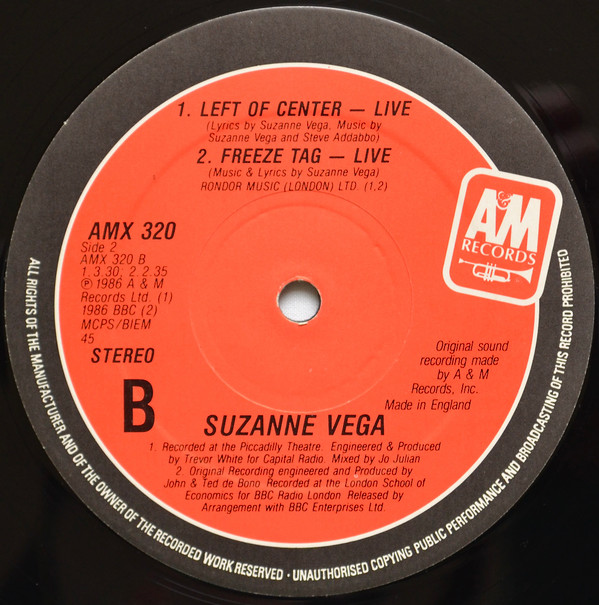 1. LEFT OF CENTER — LIVE
(Lyrics by Suzanne Vega, Music by
Suzanne Vega and Steve Addabbo)
2. FREEZE TAG — LIVE
(Music & Lyrics by Suzanne Vega)
RONDOR MUSIC (LONDON) LTD. (1,2)
A&M
RECORDS
AMX 320
Side 2
AMX 320 B
1. 3.30, 2. 2.35
℗ 1986 A & M
Records Ltd. (1)
1986 BBC (2)
MCPS/BIEM
45
STEREO
B
Original sound
recording made
by A & M
Records, Inc.
Made in England
SUZANNE VEGA
1. Recorded at the Piccadilly Theatre. Engineered & Produced
by Trevor White for Capital Radio. Mixed by Jo Julian
2. Original Recording engineered and Produced by
John & Ted de Bono Recorded at the London School of
Economics for BBC Radio London Released by
Arrangement with BBC Enterprises Ltd.
ALL RIGHTS OF THE MANUFACTURER AND OF THE OWNER OF THE RECORDED WORK RESERVED · UNAUTHORISED COPYING PUBLIC PERFORMANCE AND BROADCASTING OF THIS RECORD PROHIBITED